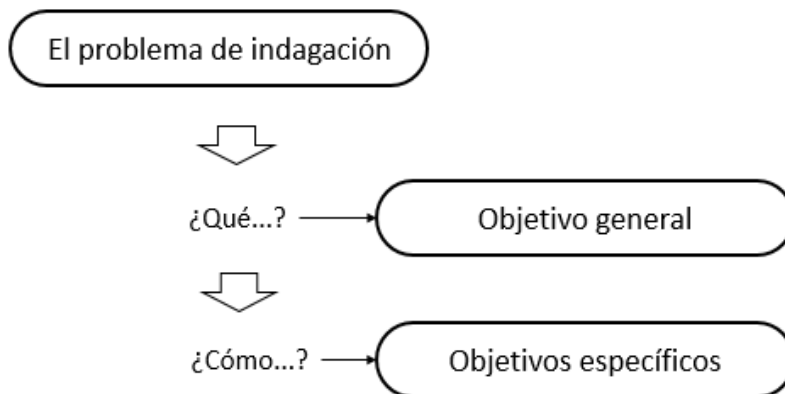 El problema de indagación
¿Qué...?
Objetivo general
¿Cómo...?
Objetivos específicos